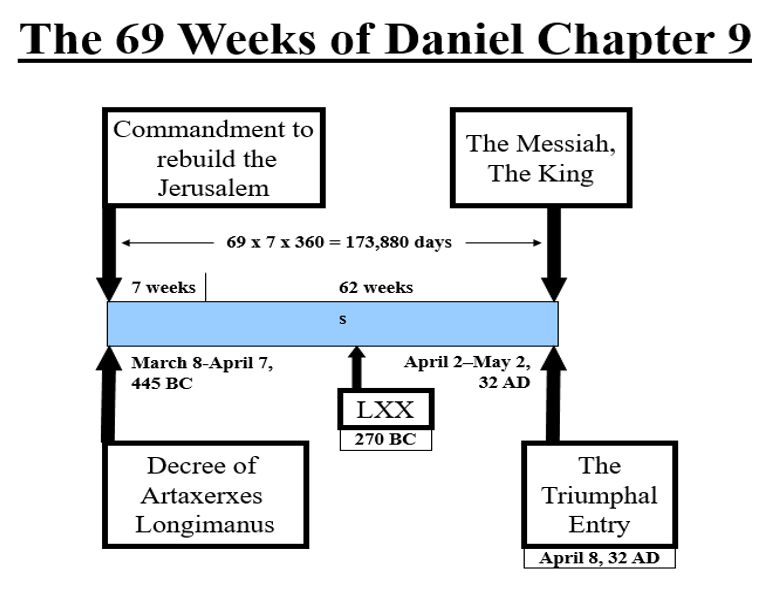 The 69 Weeks of Daniel Chapter 9
Commandment to
rebuild the
Jerusalem
The Messiah,
The King
69 x 7 x 360 = 173,880 days
7 weeks
62 weeks
s
March 8-April 7,
445 BC
April 2–May 2,
32 AD
LXX
270 BC
Decree of
Artaxerxes
Longimanus
The
Triumphal
Entry
April 8, 32 AD